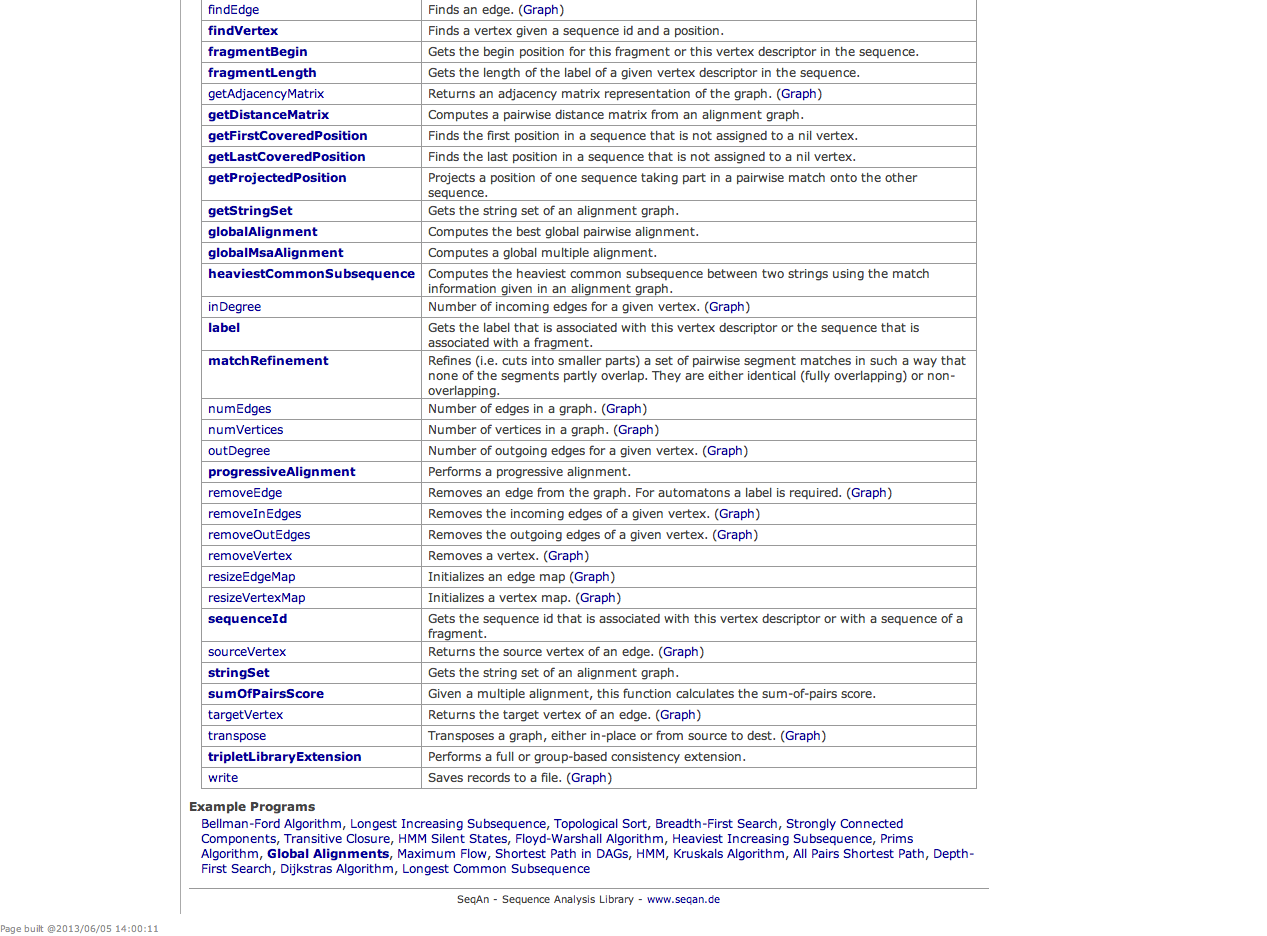 findEdge Finds an edge. (Graph)
findVertex Finds a vertex given a sequence id and a position.
fragmentBegin Gets the begin position for this fragment or this vertex descriptor in the sequence.
fragmentLength Gets the length of the label of a given vertex descriptor in the sequence.
getAdjacencyMatrix Returns an adjacency matrix representation of the graph. (Graph)
getDistanceMatrix Computes a pairwise distance matrix from an alignment graph.
getFirstCoveredPosition Finds the first position in a sequence that is not assigned to a nil vertex.
getLastCoveredPosition Finds the last position in a sequence that is not assigned to a nil vertex.
getProjectedPosition Projects a position of one sequence taking part in a pairwise match onto the other
sequence.
getStringSet Gets the string set of an alignment graph.
globalAlignment Computes the best global pairwise alignment.
globalMsaAlignment Computes a global multiple alignment.
heaviestCommonSubsequence Computes the heaviest common subsequence between two strings using the match
information given in an alignment graph.
inDegree Number of incoming edges for a given vertex. (Graph)
label Gets the label that is associated with this vertex descriptor or the sequence that is
associated with a fragment.
matchRefinement Refines (i.e. cuts into smaller parts) a set of pairwise segment matches in such a way that
none of the segments partly overlap. They are either identical (fully overlapping) or non-
overlapping.
numEdges Number of edges in a graph. (Graph)
numVertices Number of vertices in a graph. (Graph)
outDegree Number of outgoing edges for a given vertex. (Graph)
progressiveAlignment Performs a progressive alignment.
removeEdge Removes an edge from the graph. For automatons a label is required. (Graph)
removeInEdges Removes the incoming edges of a given vertex. (Graph)
removeOutEdges Removes the outgoing edges of a given vertex. (Graph)
removeVertex Removes a vertex. (Graph)
resizeEdgeMap Initializes an edge map (Graph)
resizeVertexMap Initializes a vertex map. (Graph)
sequenceId Gets the sequence id that is associated with this vertex descriptor or with a sequence of a
fragment.
sourceVertex Returns the source vertex of an edge. (Graph)
stringSet Gets the string set of an alignment graph.
sumOfPairsScore Given a multiple alignment, this function calculates the sum-of-pairs score.
targetVertex Returns the target vertex of an edge. (Graph)
transpose Transposes a graph, either in-place or from source to dest. (Graph)
tripletLibraryExtension Performs a full or group-based consistency extension.
write Saves records to a file. (Graph)
Example Programs
Bellman-Ford Algorithm, Longest Increasing Subsequence, Topological Sort, Breadth-First Search, Strongly Connected
Components, Transitive Closure, HMM Silent States, Floyd-Warshall Algorithm, Heaviest Increasing Subsequence, Prims
Algorithm, Global Alignments, Maximum Flow, Shortest Path in DAGs, HMM, Kruskals Algorithm, All Pairs Shortest Path, Depth-
First Search, Dijkstras Algorithm, Longest Common Subsequence
SeqAn - Sequence Analysis Library - www.seqan.de
Page built @2013/06/05 14:00:11